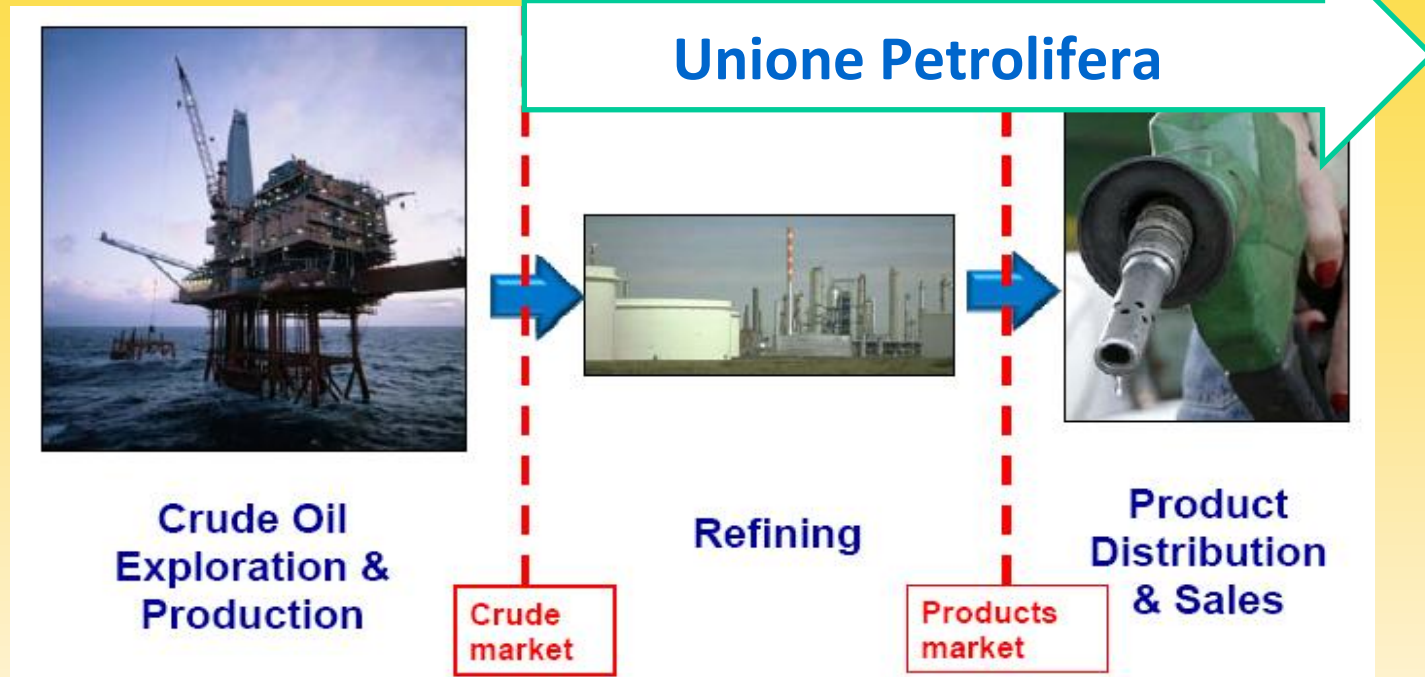 Unione Petrolifera
Crude Oil
Exploration &
Production
Crude
market
Refining
Products
market
Product
Distribution
& Sales